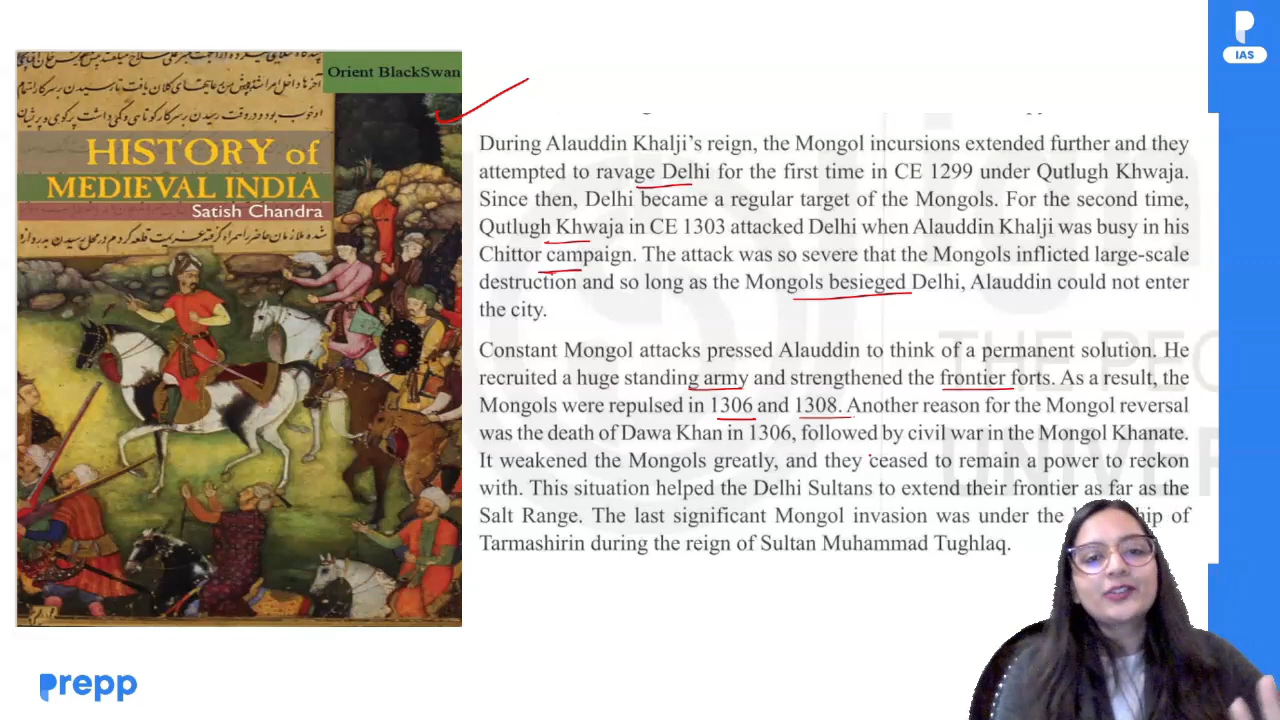 IAS
Orient BlackSwan
HISTORY of
MEDIEVAL INDIA
Satish Chandra
During Alauddin Khalji’s reign, the Mongol incursions extended further and they
attempted to ravage Delhi for the first time in CE 1299 under Qutlugh Khwaja.
Since then, Delhi became a regular target of the Mongols. For the second time,
Qutlugh Khwaja in CE 1303 attacked Delhi when Alauddin Khalji was busy in his
Chittor campaign. The attack was so severe that the Mongols inflicted large-scale
destruction and so long as the Mongols besieged Delhi, Alauddin could not enter
the city.
Constant Mongol attacks pressed Alauddin to think of a permanent solution. He
recruited a huge standing army and strengthened the frontier forts. As a result, the
Mongols were repulsed in 1306 and 1308. Another reason for the Mongol reversal
was the death of Dawa Khan in 1306, followed by civil war in the Mongol Khanate.
It weakened the Mongols greatly, and they ceased to remain a power to reckon
with. This situation helped the Delhi Sultans to extend their frontier as far as the
Salt Range. The last significant Mongol invasion was under the of
Tarmashirin during the reign of Sultan Muhammad Tughlaq.
prepp